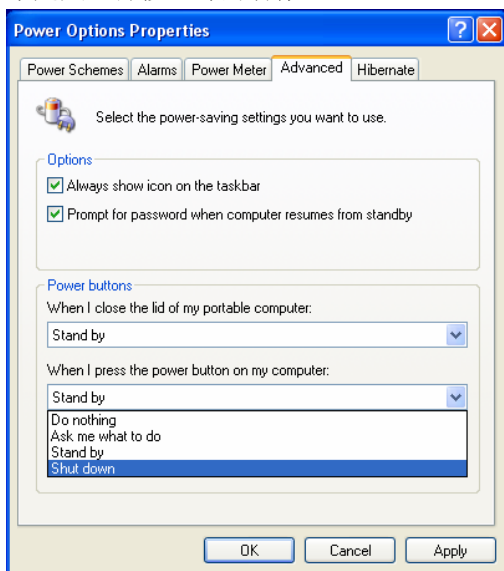 Power Options Properties
Power Schemes Alarms Power Meter Advanced Hibernate
Select the power-saving settings you want to use.
Options
Always show icon on the taskbar
Prompt for password when computer resumes from standby
Power buttons
When I close the lid of my portable computer:
Stand by
When I press the power button on my computer:
Stand by
Do nothing
Ask me what to do
Stand by
Shut down
OK Cancel Apply